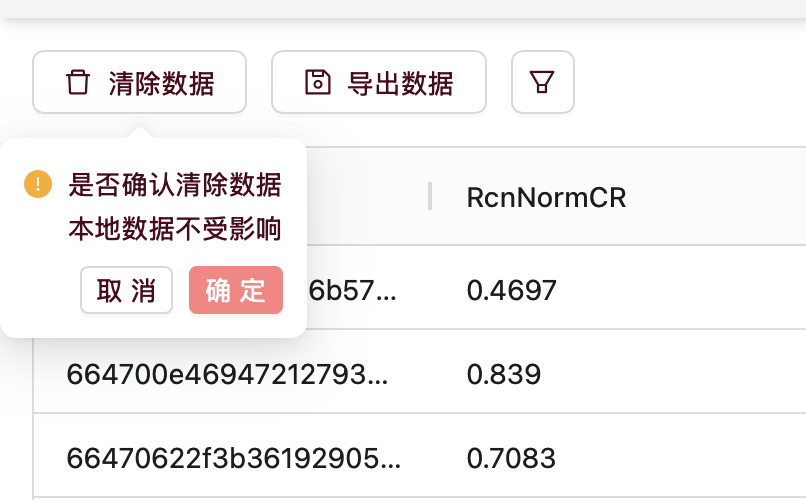 清除数据 导出数据
是否确认清除数据
本地数据不受影响
取消 确定
RcnNormCR
6b57... 0.4697
664700e46947212793... 0.839
66470622f3b36192905... 0.7083